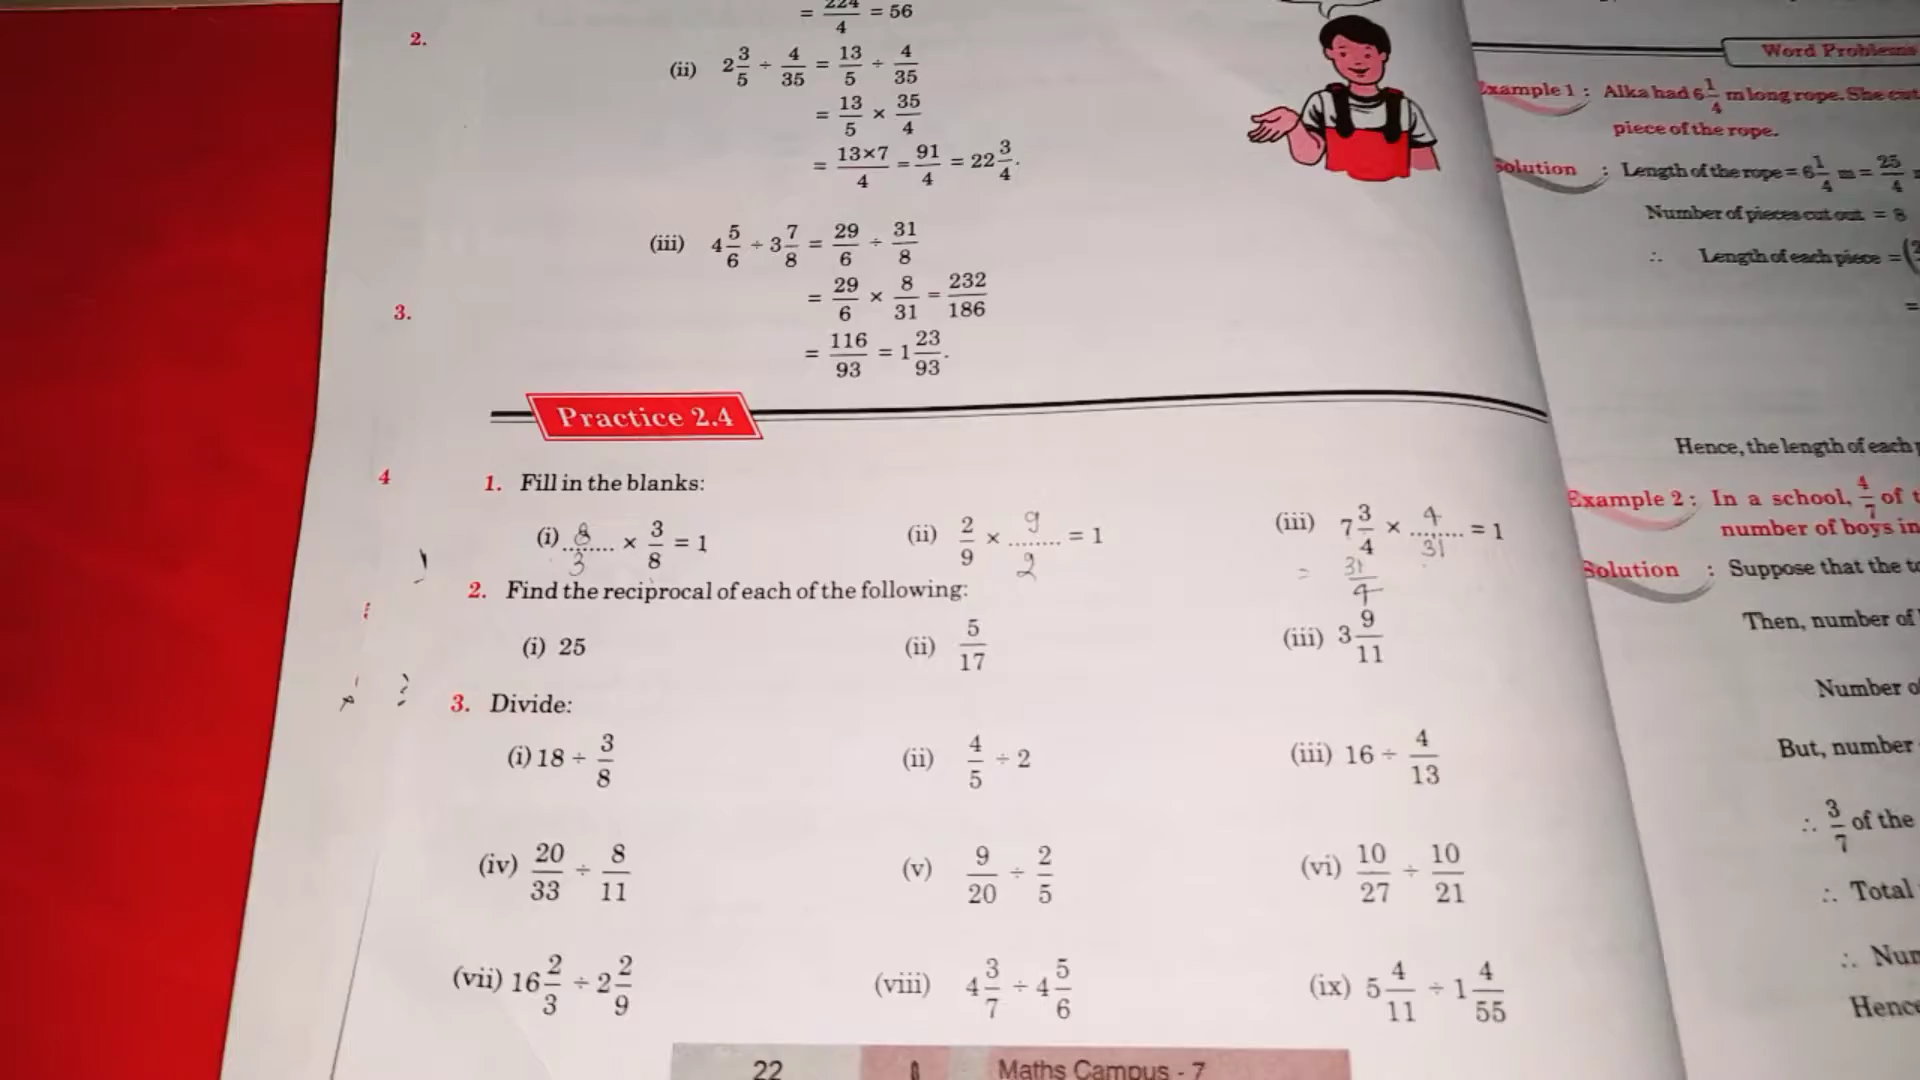 = 224/4 = 56
2.
(ii) 2 3/5 ÷ 4/35 = 13/5 ÷ 4/35
= 13/5 × 35/4
= 13×7/4 = 91/4 = 22 3/4.
(iii) 4 5/6 ÷ 3 7/8 = 29/6 ÷ 31/8
= 29/6 × 8/31 = 232/186
3.
= 116/93 = 1 23/93.
Practice 2.4
4
1. Fill in the blanks:
(i) 8/3 ........ × 3/8 = 1
(ii) 2/9 × ........ 9/2 = 1
(iii) 7 3/4 × ........ 4/31 = 1
= 31/4
2. Find the reciprocal of each of the following:
(i) 25
(ii) 5/17
(iii) 3 9/11
3. Divide:
(i) 18 ÷ 3/8
(ii) 4/5 ÷ 2
(iii) 16 ÷ 4/13
(iv) 20/33 ÷ 8/11
(v) 9/20 ÷ 2/5
(vi) 10/27 ÷ 10/21
(vii) 16 2/3 ÷ 2 2/9
(viii) 4 3/7 ÷ 4 5/6
(ix) 5 4/11 ÷ 1 4/55
22
Maths Campus - 7
Word Problems
Example 1 : Alka had 6 1/4 m long rope. She cut
piece of the rope.
Solution : Length of the rope = 6 1/4 m = 25/4
Number of pieces cut out = 8
∴ Length of each piece = (
=
Hence, the length of each
Example 2 : In a school, 4/7 of
number of boys in
Solution : Suppose that the
Then, number of
Number
But, number
∴ 3/7 of the
∴ Total
∴